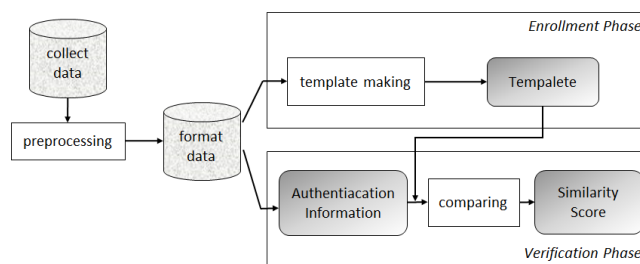 Enrollment Phase
collect
data
template making
Tempalete
preprocessing
format
data
Authentiacation
Information
comparing
Similarity
Score
Verification Phase